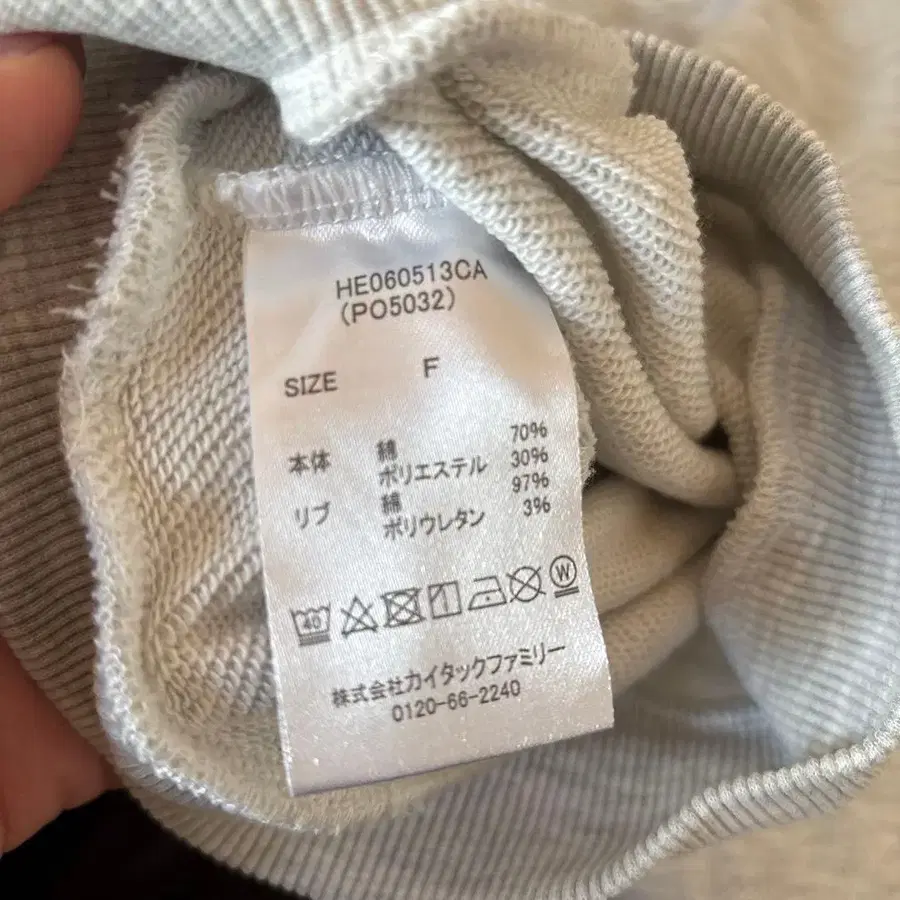 HE060513CA
(PO5032)
SIZE F
本体 綿 70%
ポリエステル 30%
リブ 綿 97%
ポリウレタン 3%
40 W
株式会社カイタックファミリー
0120-66-2240